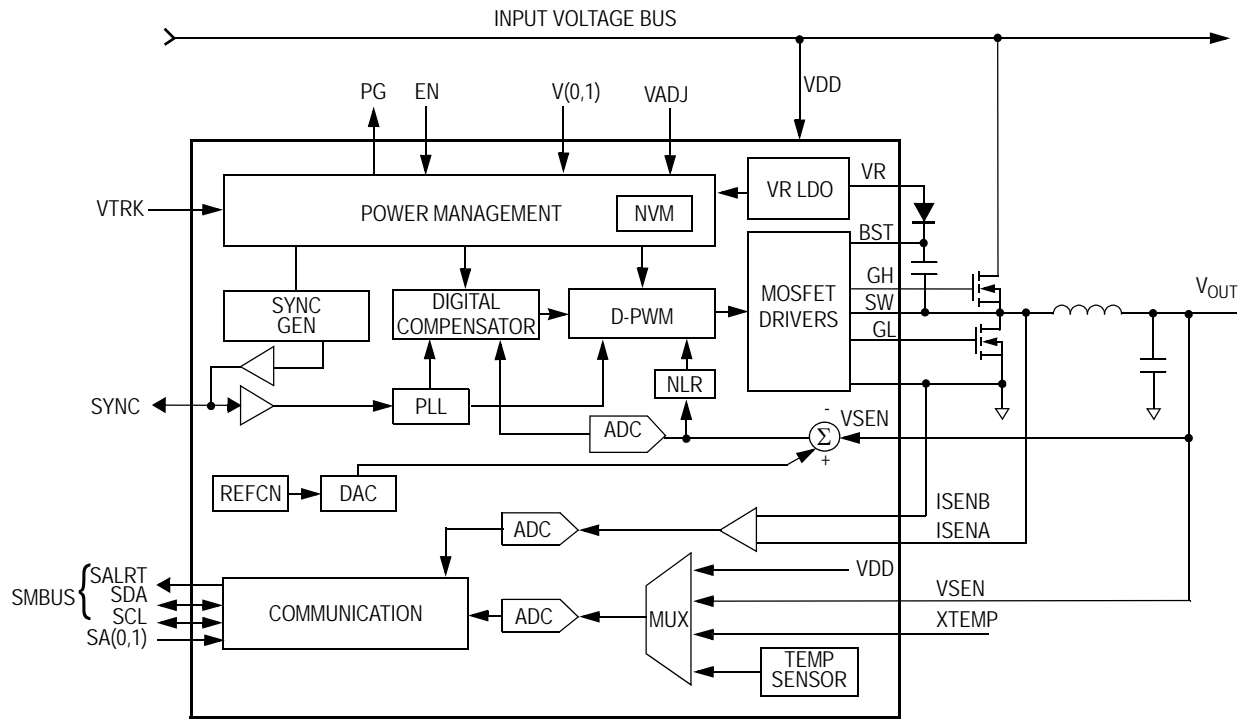 INPUT VOLTAGE BUS
VDD
PG
EN
V(0,1)
VADJ
VR LDO
VR
VTRK
POWER MANAGEMENT
NVM
BST
GH
SW
GL
MOSFET
DRIVERS
SYNC
GEN
DIGITAL
COMPENSATOR
D-PWM
VOUT
SYNC
PLL
NLR
ADC
-
Σ
+
VSEN
REFCN
DAC
ADC
ISENB
ISENA
SMBUS
SALRT
SDA
SCL
SA(0,1)
COMMUNICATION
ADC
MUX
VDD
VSEN
XTEMP
TEMP
SENSOR